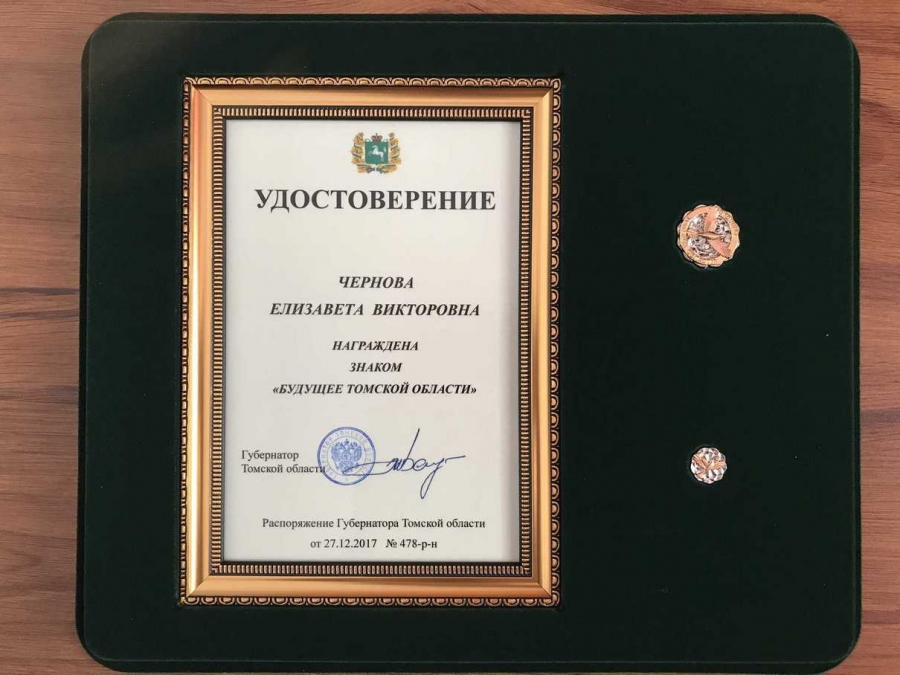 УДОСТОВЕРЕНИЕ
ЧЕРНОВА
ЕЛИЗАВЕТА ВИКТОРОВНА
НАГРАЖДЕНА
ЗНАКОМ
«БУДУЩЕЕ ТОМСКОЙ ОБЛАСТИ»
Губернатор
Томской области
Распоряжение Губернатора Томской области
от 27.12.2017 № 478-р-н